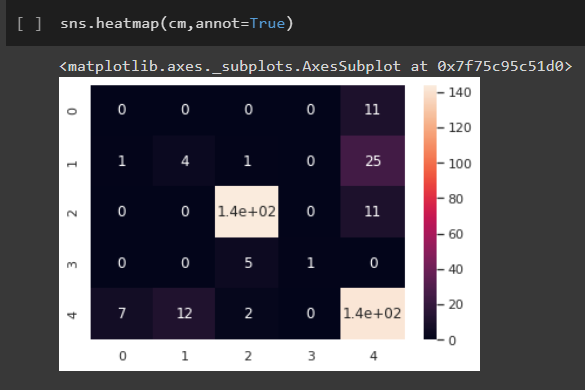 [ ] sns.heatmap(cm,annot=True)
<matplotlib.axes._subplots.AxesSubplot at 0x7f75c95c51d0>
0 0 0 0 0 11
1 1 4 1 0 25
2 0 0 1.4e+02 0 11
3 0 0 5 1 0
4 7 12 2 0 1.4e+02
0 1 2 3 4
140
120
100
80
60
40
20
0